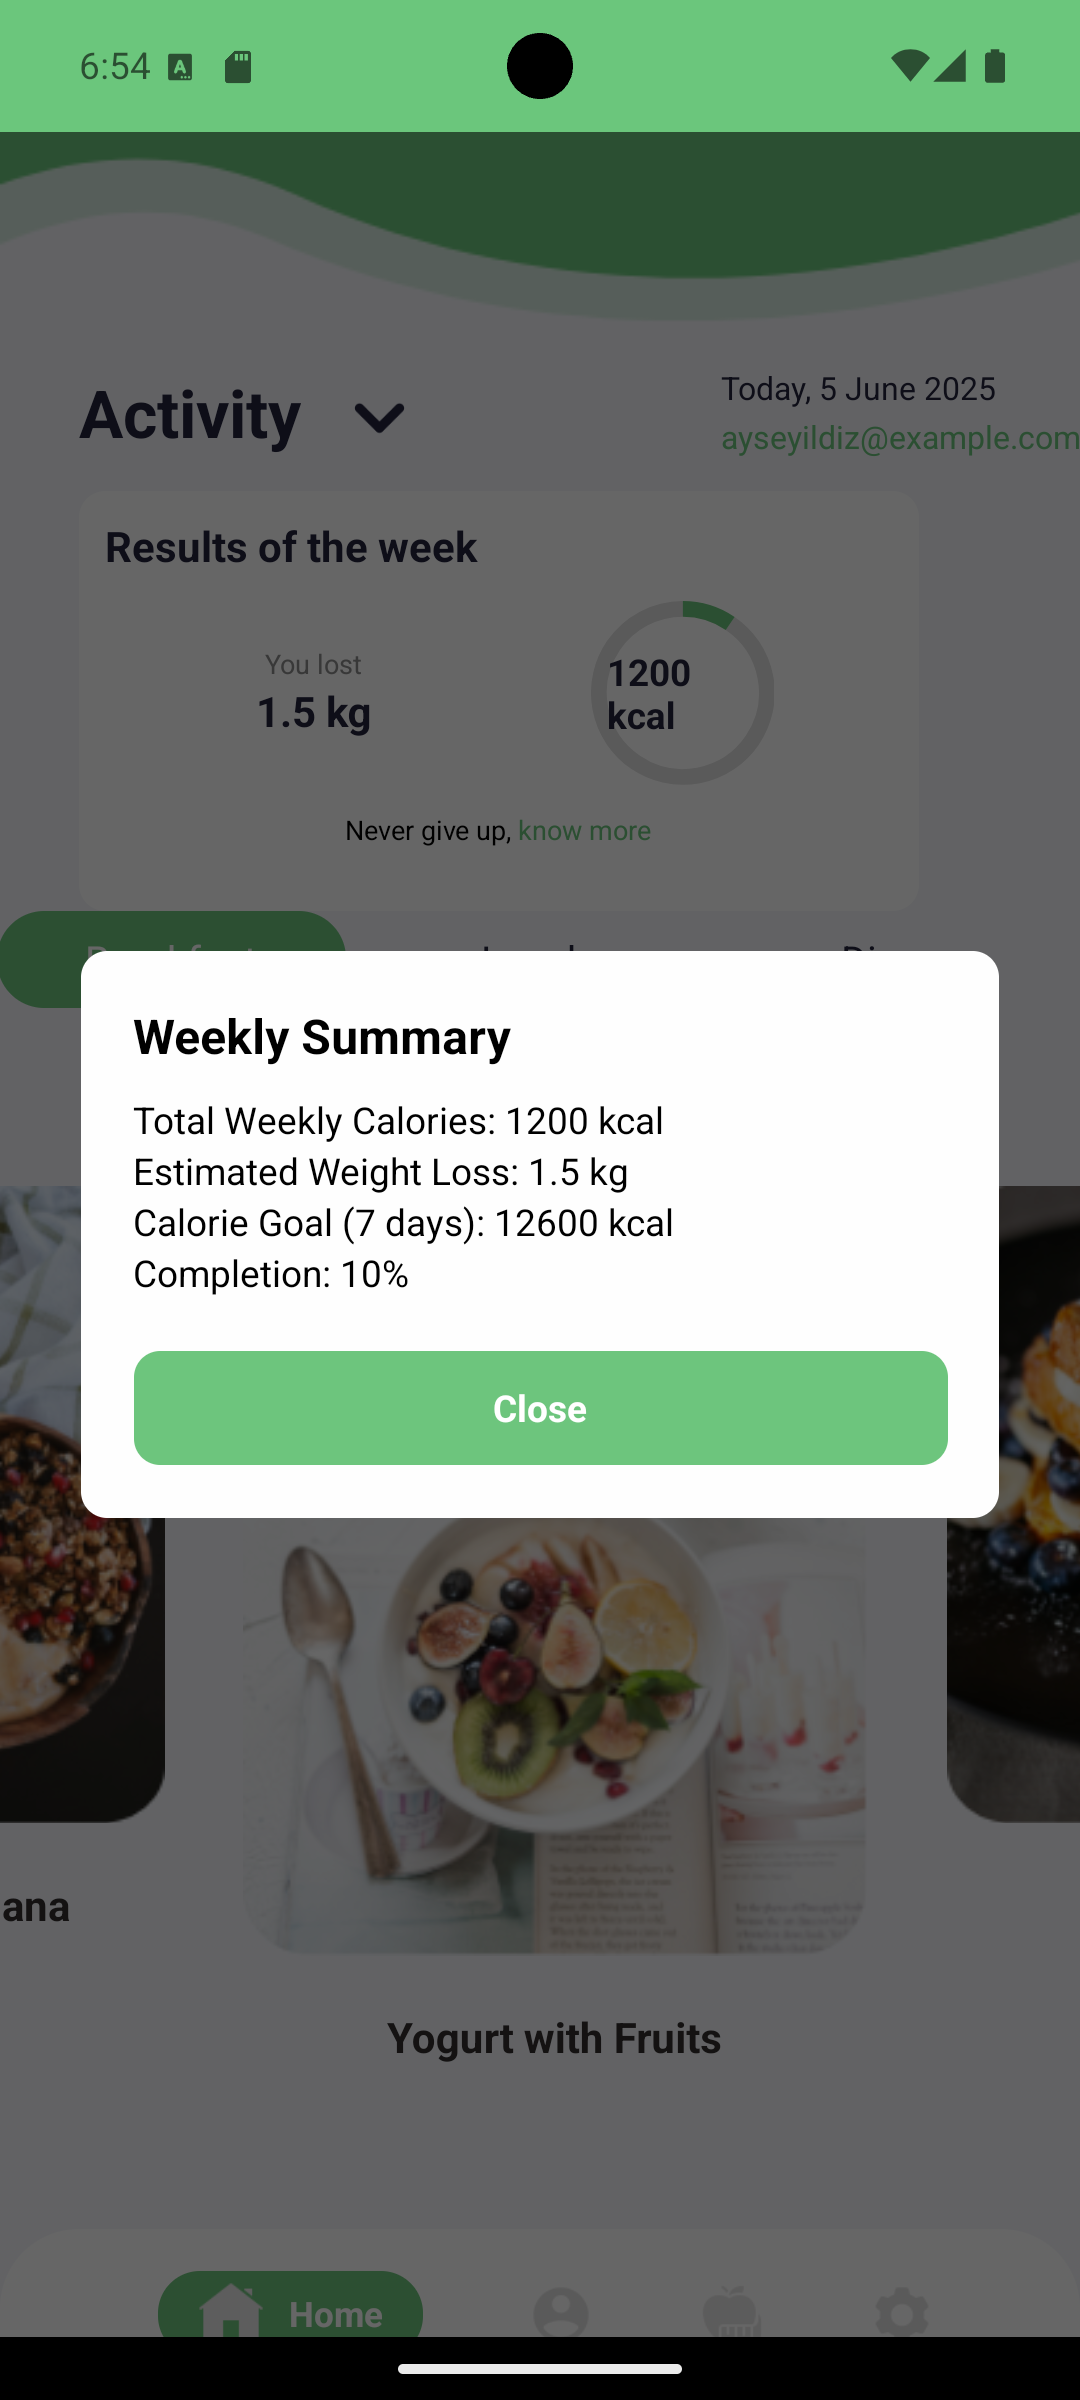 6:54
Activity
Today, 5 June 2025
ayseyildiz@example.com
Results of the week
You lost
1.5 kg
1200
kcal
Never give up, know more
Weekly Summary
Total Weekly Calories: 1200 kcal
Estimated Weight Loss: 1.5 kg
Calorie Goal (7 days): 12600 kcal
Completion: 10%
Close
ana
Yogurt with Fruits
Home